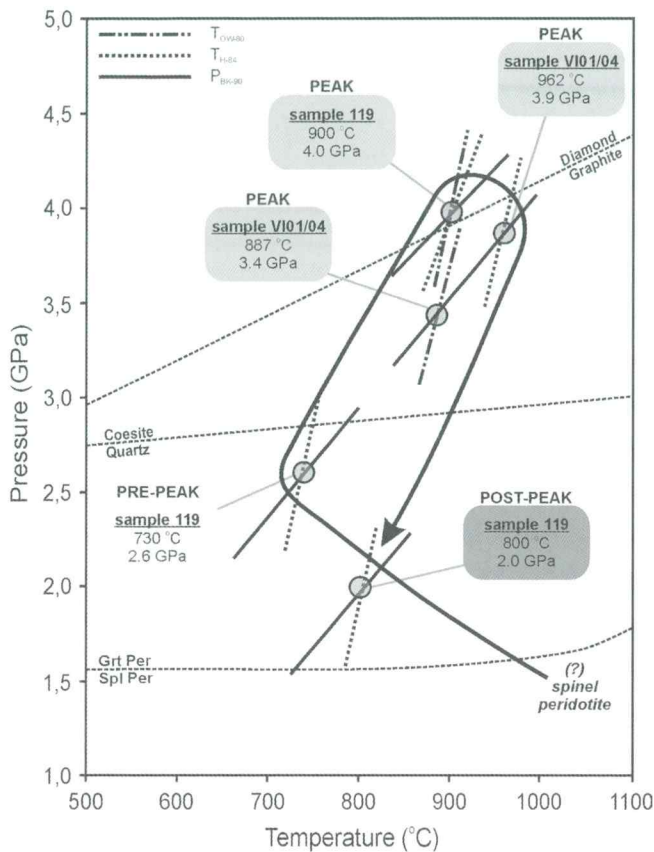 5,0
4,5
4,0
3,5
3,0
2,5
2,0
1,5
1,0
Pressure (GPa)
500
600
700
800
900
1000
1100
Temperature (°C)
T
T
P
PEAK
sample VI01/04
962 °C
3.9 GPa
PEAK
sample 119
900 °C
4.0 GPa
Diamond
Graphite
PEAK
sample VI01/04
887 °C
3.4 GPa
Coesite
Quartz
PRE-PEAK
sample 119
730 °C
2.6 GPa
POST-PEAK
sample 119
800 °C
2.0 GPa
Grt Per
Spl Per
(?)
spinel
peridotite